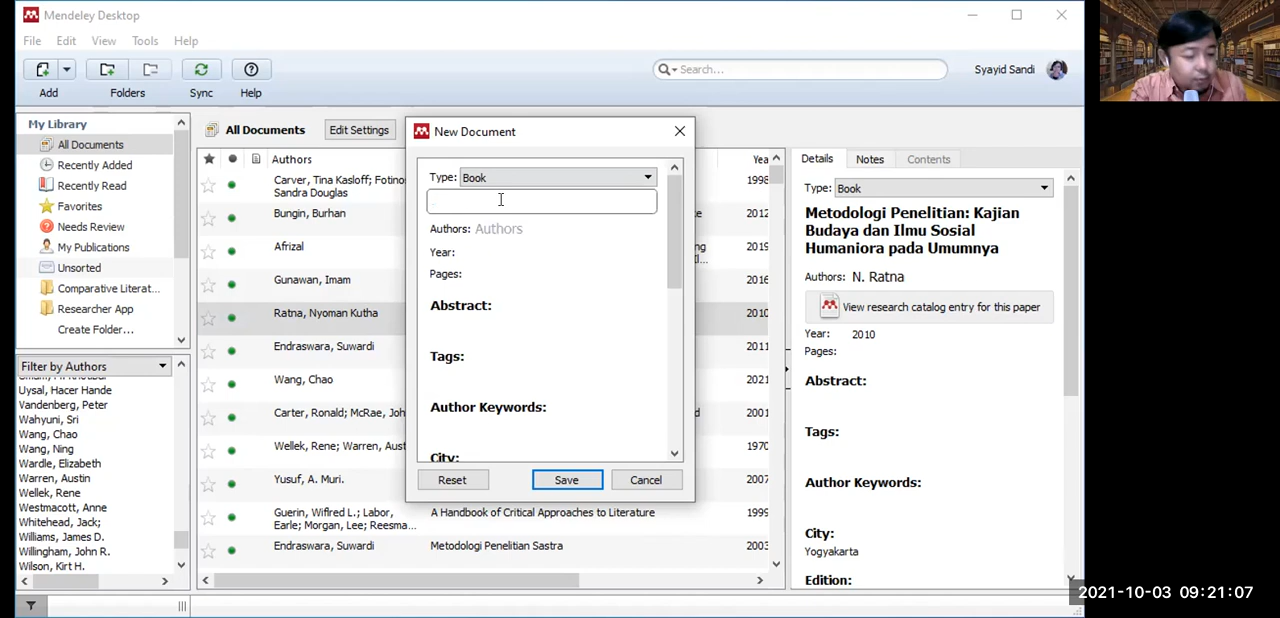 Mendeley Desktop
File Edit View Tools Help
Search...
Syayid Sandi
Add Folders Sync Help
My Library
All Documents
Recently Added
Recently Read
Favorites
Needs Review
My Publications
Unsorted
Comparative Literat...
Researcher App
Create Folder...
Filter by Authors
Uysal, Hacer Hande
Vandenberg, Peter
Wahyuni, Sri
Wang, Chao
Wang, Ning
Wardle, Elizabeth
Warren, Austin
Wellek, Rene
Westmacott, Anne
Whitehead, Jack;
Williams, James D.
Willingham, John R.
Wilson, Kirt H.
All Documents Edit Settings
Authors Yea
Carver, Tina Kasloff; Fotino 1998
Sandra Douglas
Bungin, Burhan 2012
Afrizal 2019
Gunawan, Imam 2016
Ratna, Nyoman Kutha 2010
Endraswara, Suwardi 2011
Wang, Chao 2021
Carter, Ronald; McRae, Joh 2001
Wellek, Rene; Warren, Aust 1970
Yusuf, A. Muri. 2007
Guerin, Wilfred L.; Labor, A Handbook of Critical Approaches to Literature 1999
Earle; Morgan, Lee; Reesma...
Endraswara, Suwardi Metodologi Penelitian Sastra 2003
New Document
Type: Book
Authors: Authors
Year:
Pages:
Abstract:
Tags:
Author Keywords:
City:
Reset Save Cancel
Details Notes Contents
Type: Book
Metodologi Penelitian: Kajian
Budaya dan Ilmu Sosial
Humaniora pada Umumnya
Authors: N. Ratna
View research catalog entry for this paper
Year: 2010
Pages:
Abstract:
Tags:
Author Keywords:
City:
Yogyakarta
Edition:
2021-10-03 09:21:07